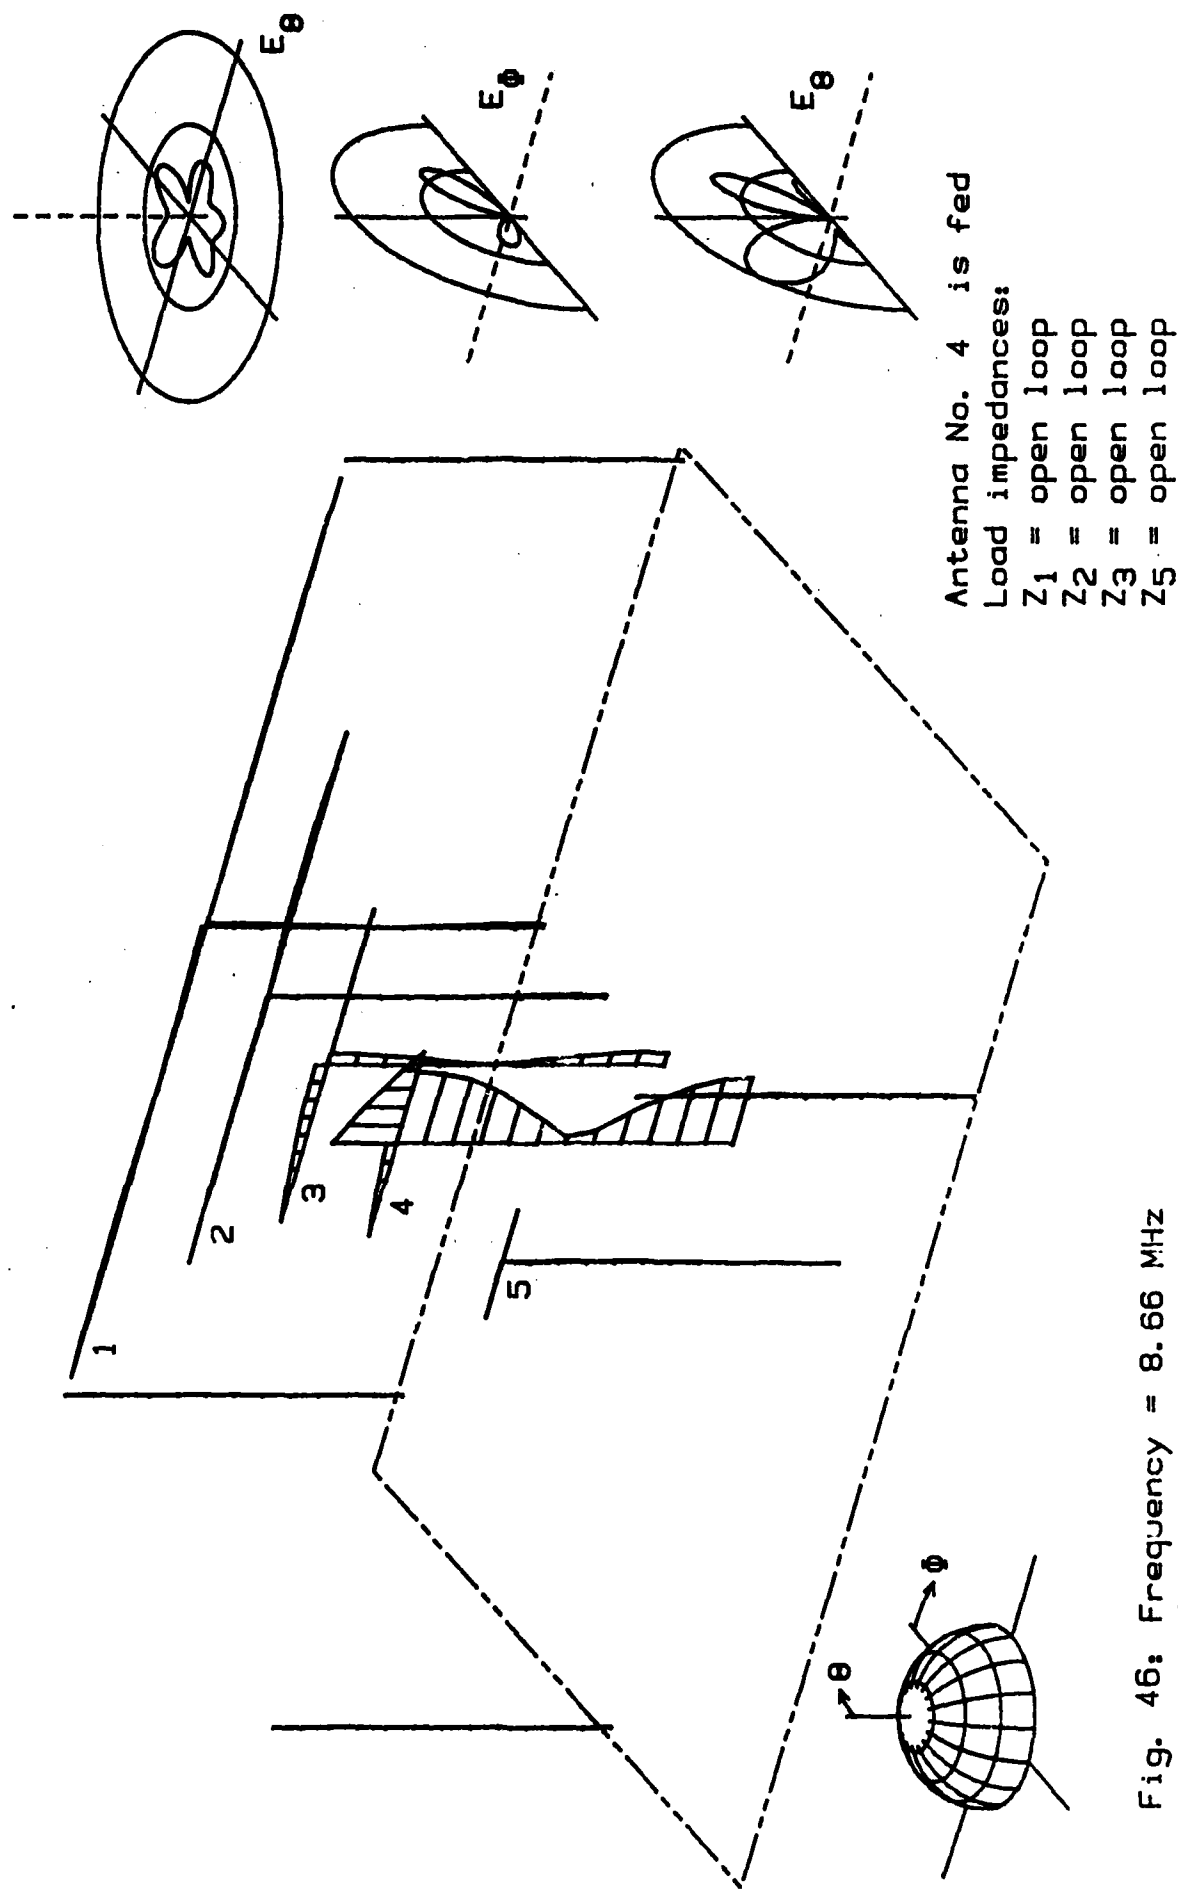 E_θ
E_Φ
E_θ
1
2
3
4
5
Antenna No. 4 is fed
Load impedances:
Z1 = open loop
Z2 = open loop
Z3 = open loop
Z5 = open loop
θ
Φ
Fig. 46: Frequency = 8.66 MHz